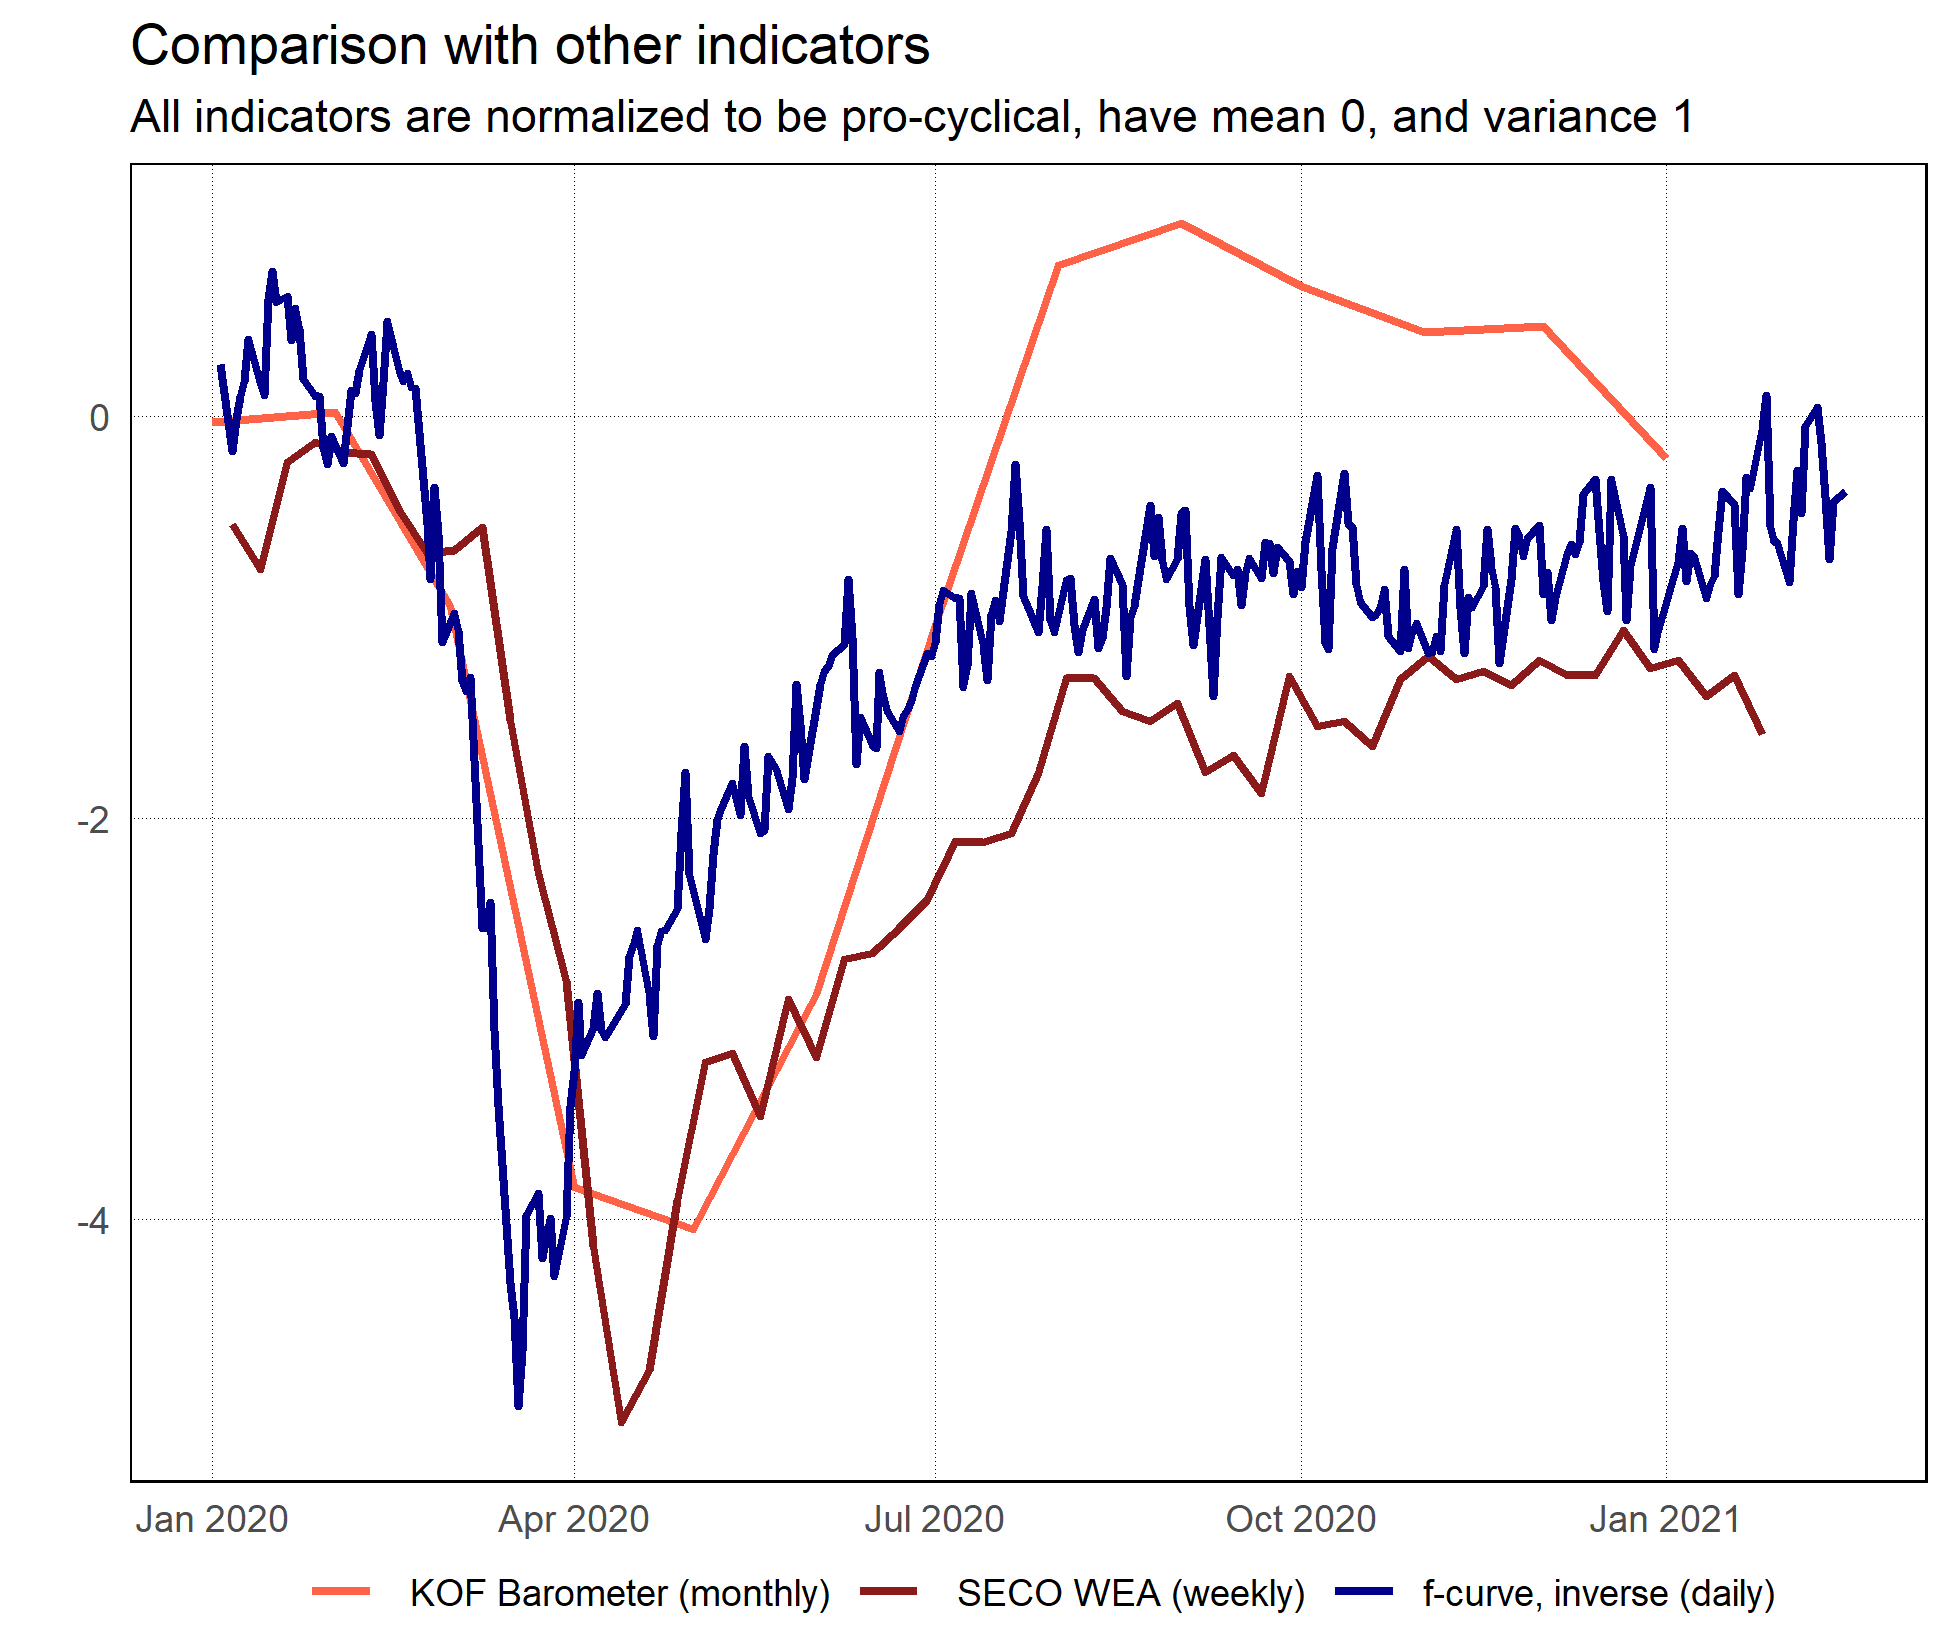 Comparison with other indicators
All indicators are normalized to be pro-cyclical, have mean 0, and variance 1
0
-2
-4
Jan 2020 Apr 2020 Jul 2020 Oct 2020 Jan 2021
KOF Barometer (monthly) SECO WEA (weekly) f-curve, inverse (daily)